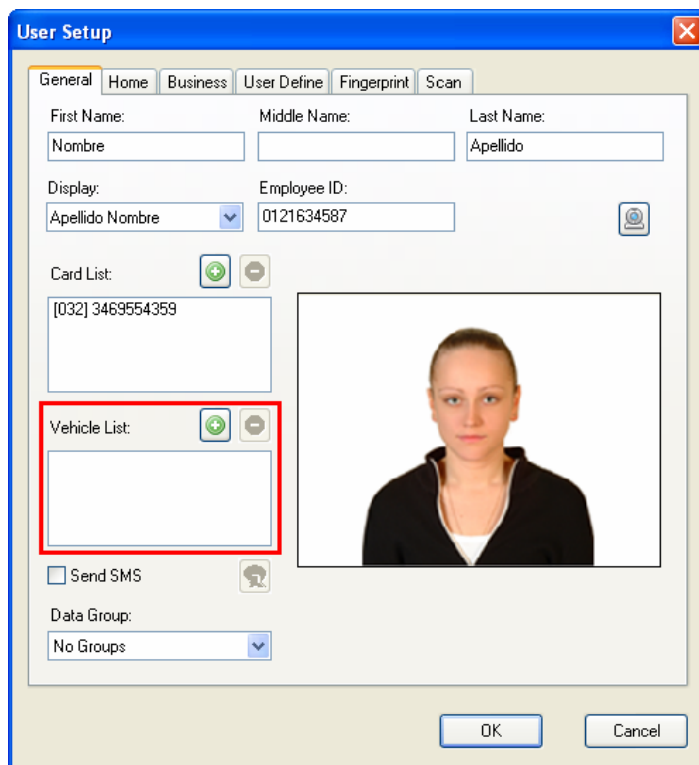 User Setup
General Home Business User Define Fingerprint Scan
First Name: Middle Name: Last Name:
Nombre Apellido
Display: Employee ID:
Apellido Nombre 0121634587
Card List:
[032] 3469554359
Vehicle List:
Send SMS
Data Group:
No Groups
OK Cancel